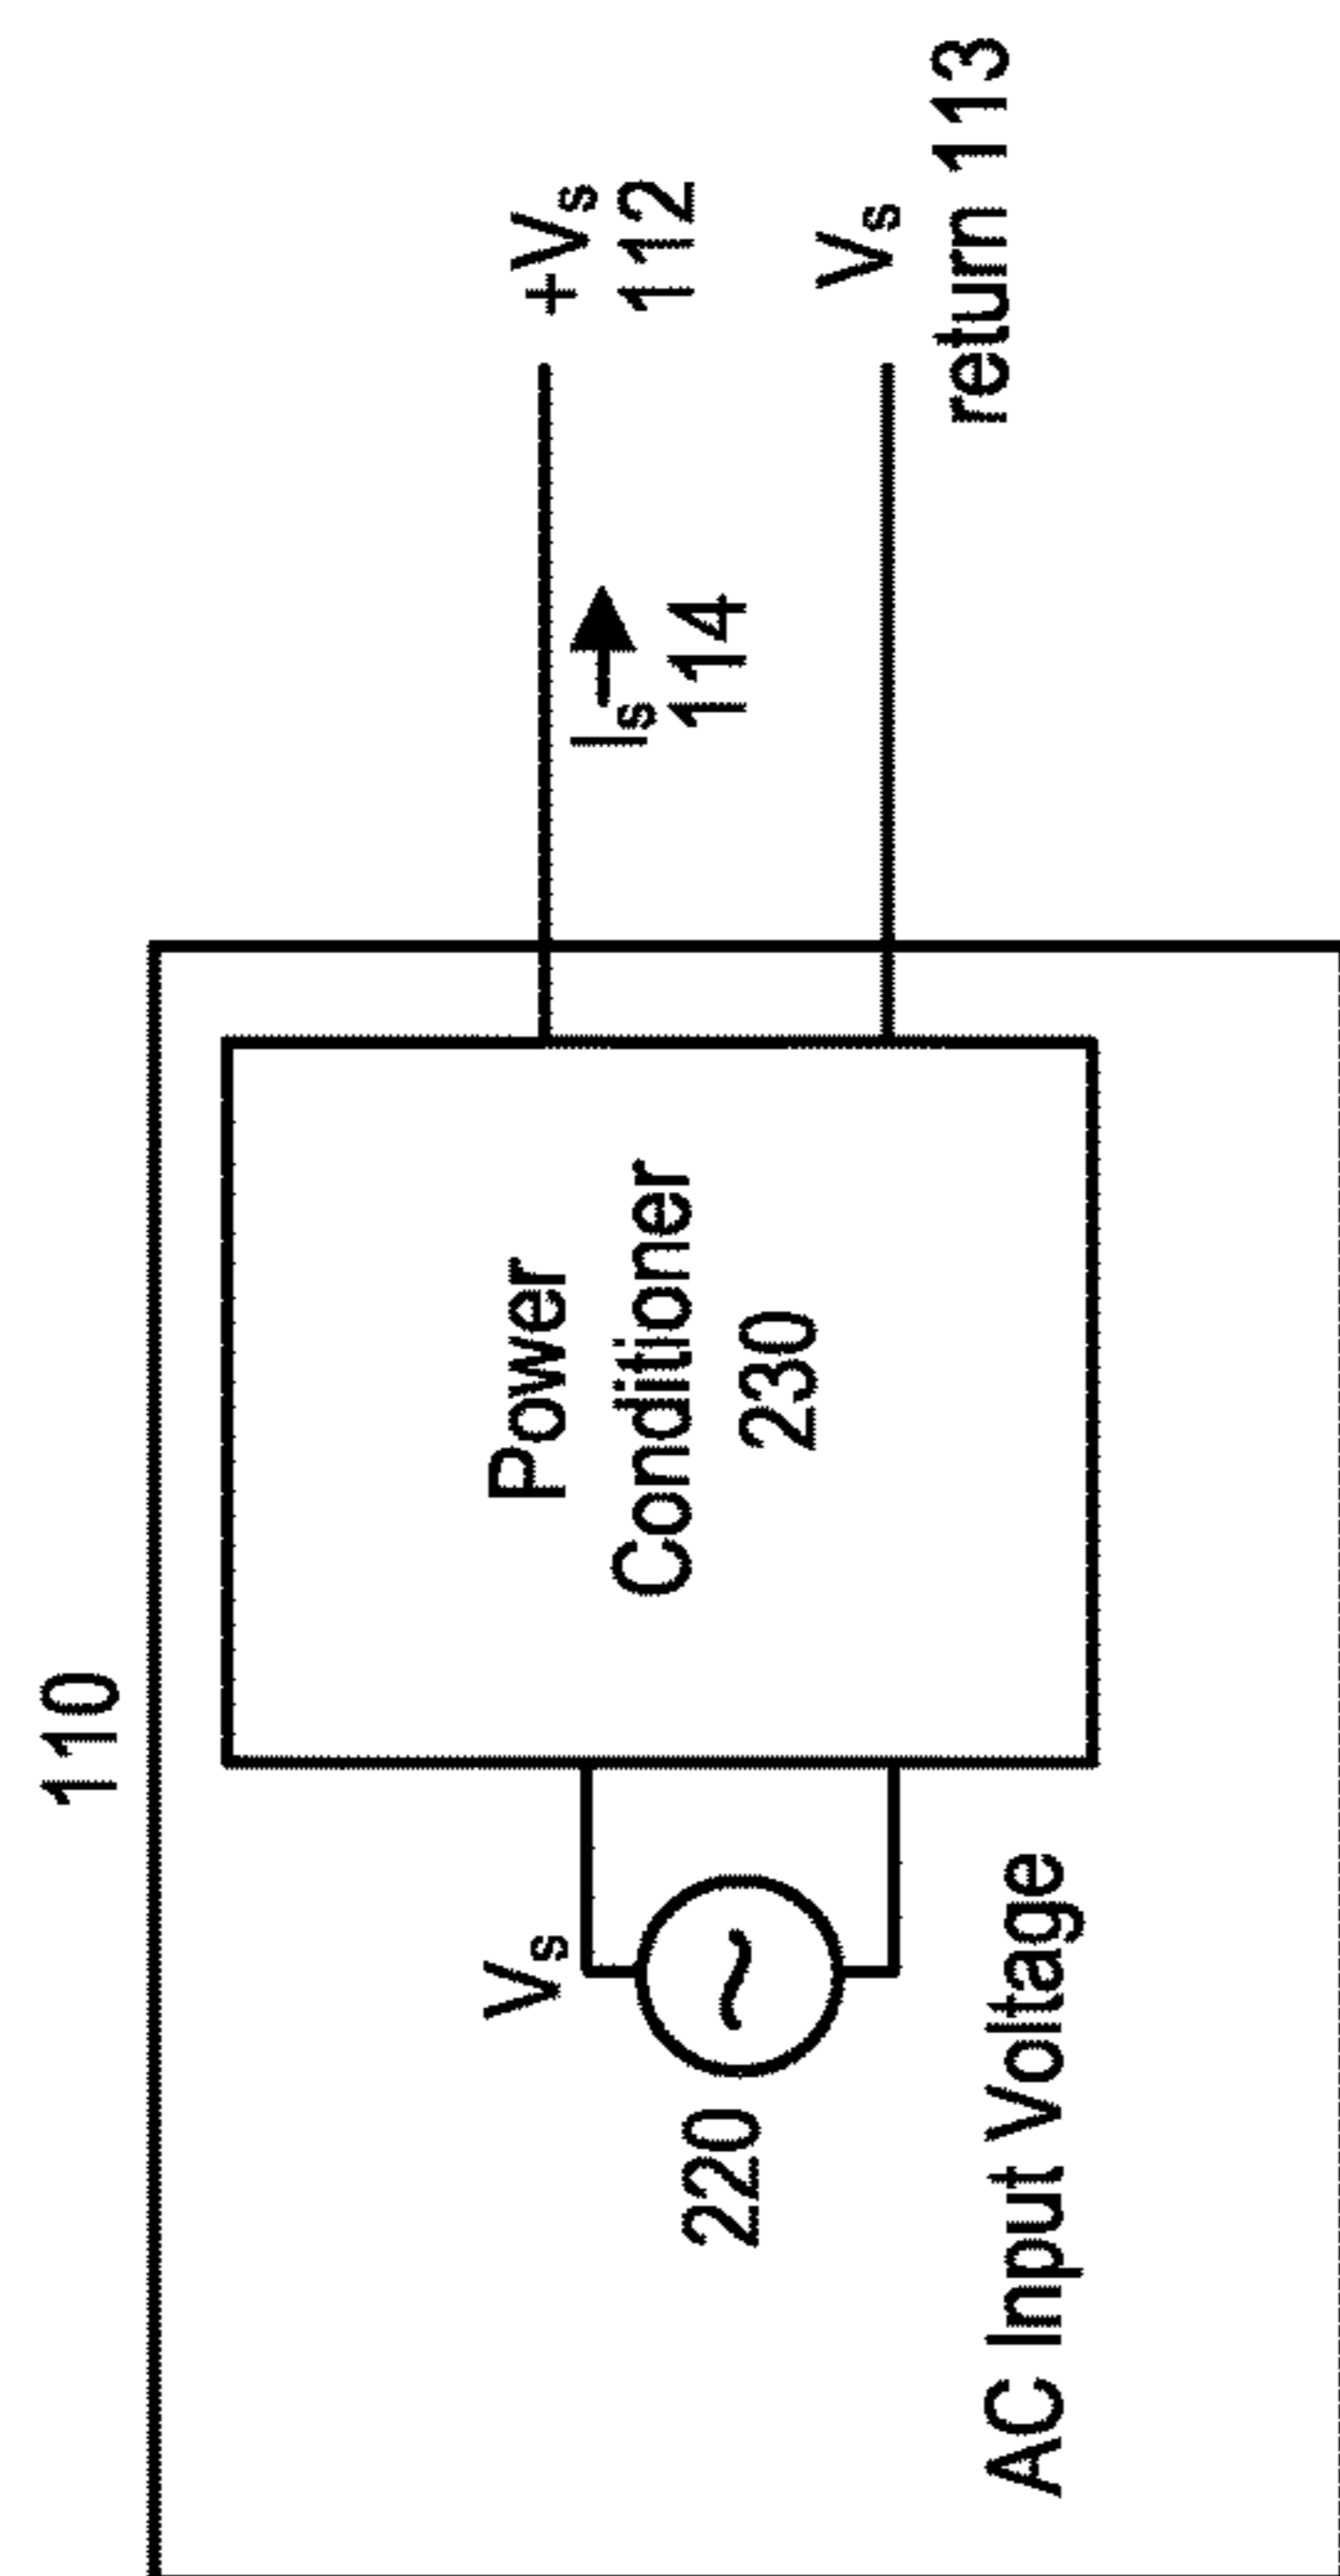 110
Power
Conditioner
230
Vs
220
AC Input Voltage
Is
114
+Vs
112
Vs
return 113